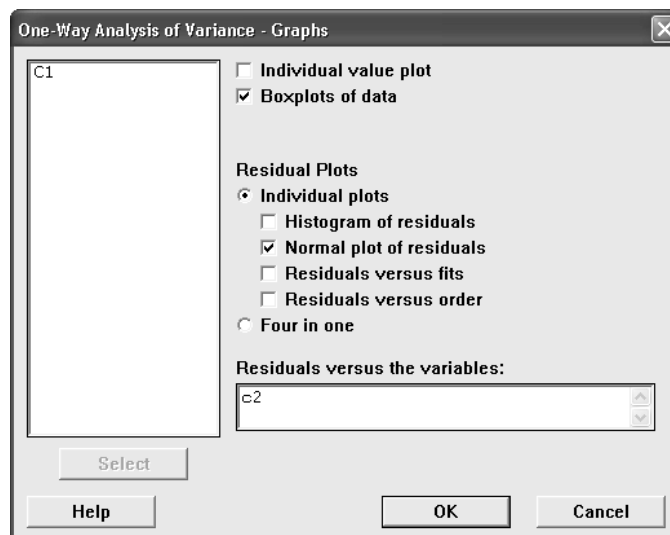 One-Way Analysis of Variance - Graphs
C1
Individual value plot
Boxplots of data
Residual Plots
Individual plots
Histogram of residuals
Normal plot of residuals
Residuals versus fits
Residuals versus order
Four in one
Residuals versus the variables:
c2
Select
Help
OK
Cancel